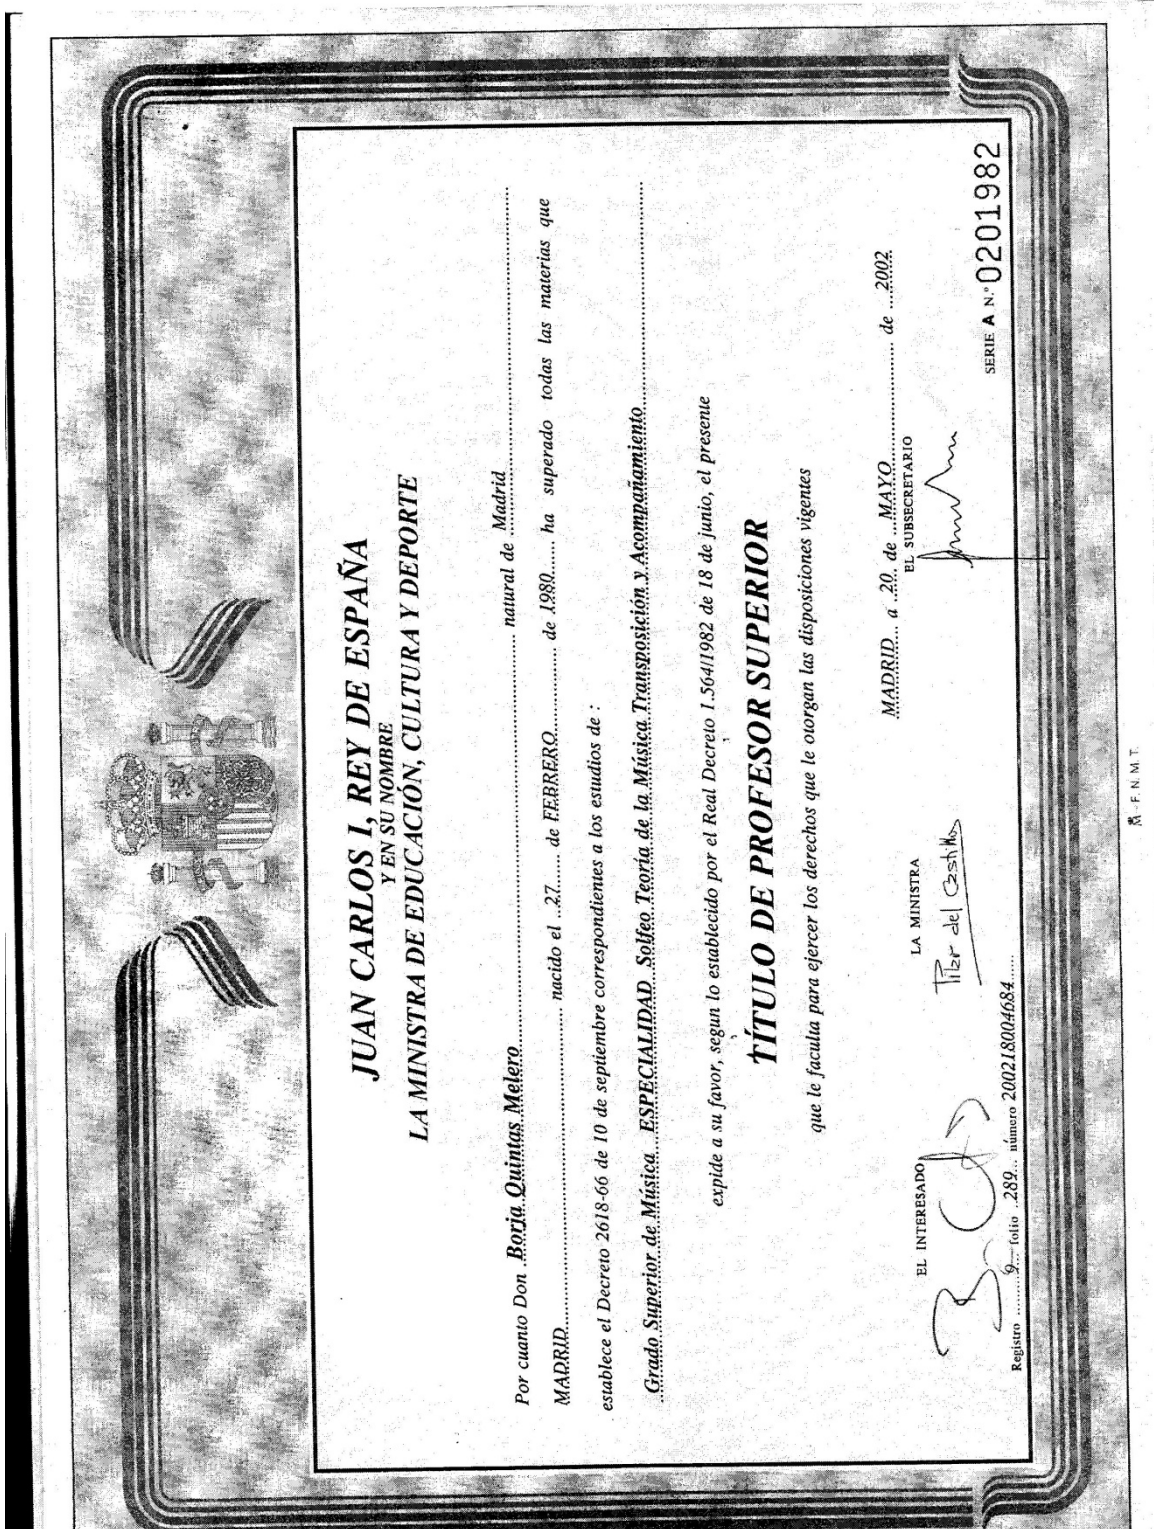 JUAN CARLOS I, REY DE ESPAÑA
Y EN SU NOMBRE
LA MINISTRA DE EDUCACIÓN, CULTURA Y DEPORTE
Por cuanto Don Borja Quintas Melero natural de Madrid
MADRID nacido el 27 de FEBRERO de 1980 ha superado todas las materias que
establece el Decreto 2618-66 de 10 de septiembre correspondientes a los estudios de :
Grado Superior de Música ESPECIALIDAD Solfeo Teoría de la Música Transposición y Acompañamiento
expide a su favor, segun lo establecido por el Real Decreto 1.564/1982 de 18 de junio, el presente
TÍTULO DE PROFESOR SUPERIOR
que le faculta para ejercer los derechos que le otorgan las disposiciones vigentes
MADRID a 20 de MAYO de 2002
EL INTERESADO LA MINISTRA EL SUBSECRETARIO
Pilar del Castillo
Registro 9 folio 289 número 2002180004684
SERIE A N.º 0201982
F. N. M. T.